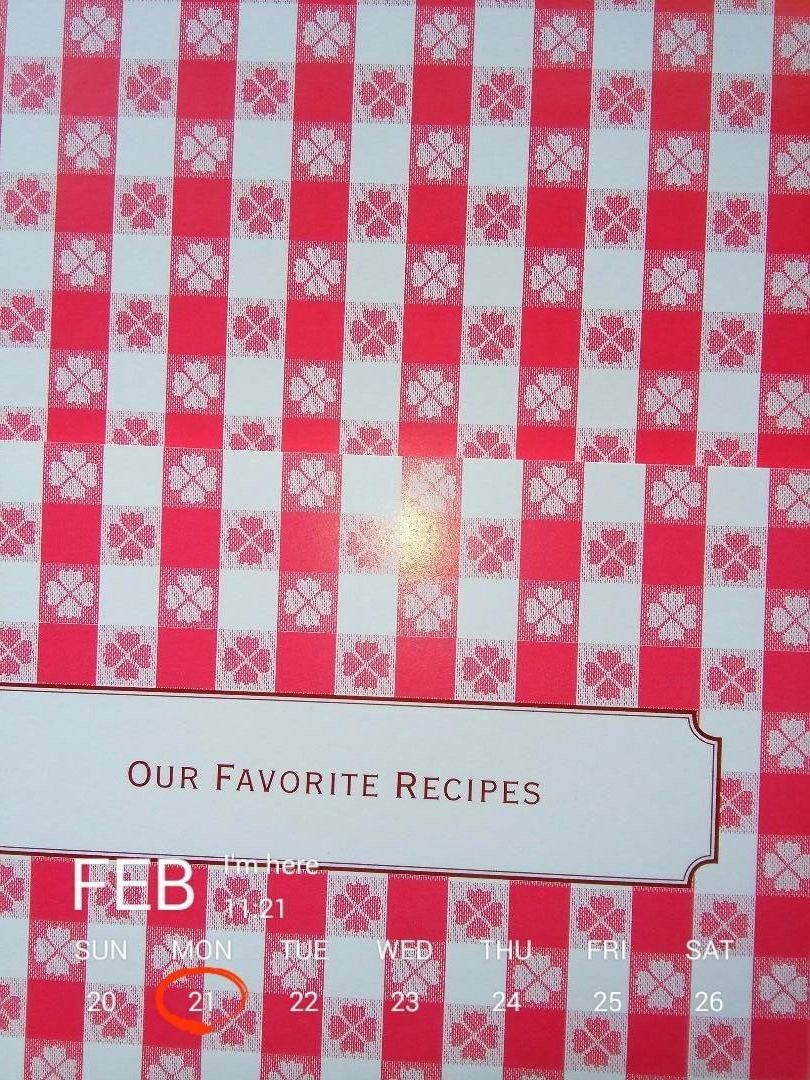 OUR FAVORITE RECIPES
FEB I'm here
11:21
SUN MON TUE WED THU FRI SAT
20 21 22 23 24 25 26